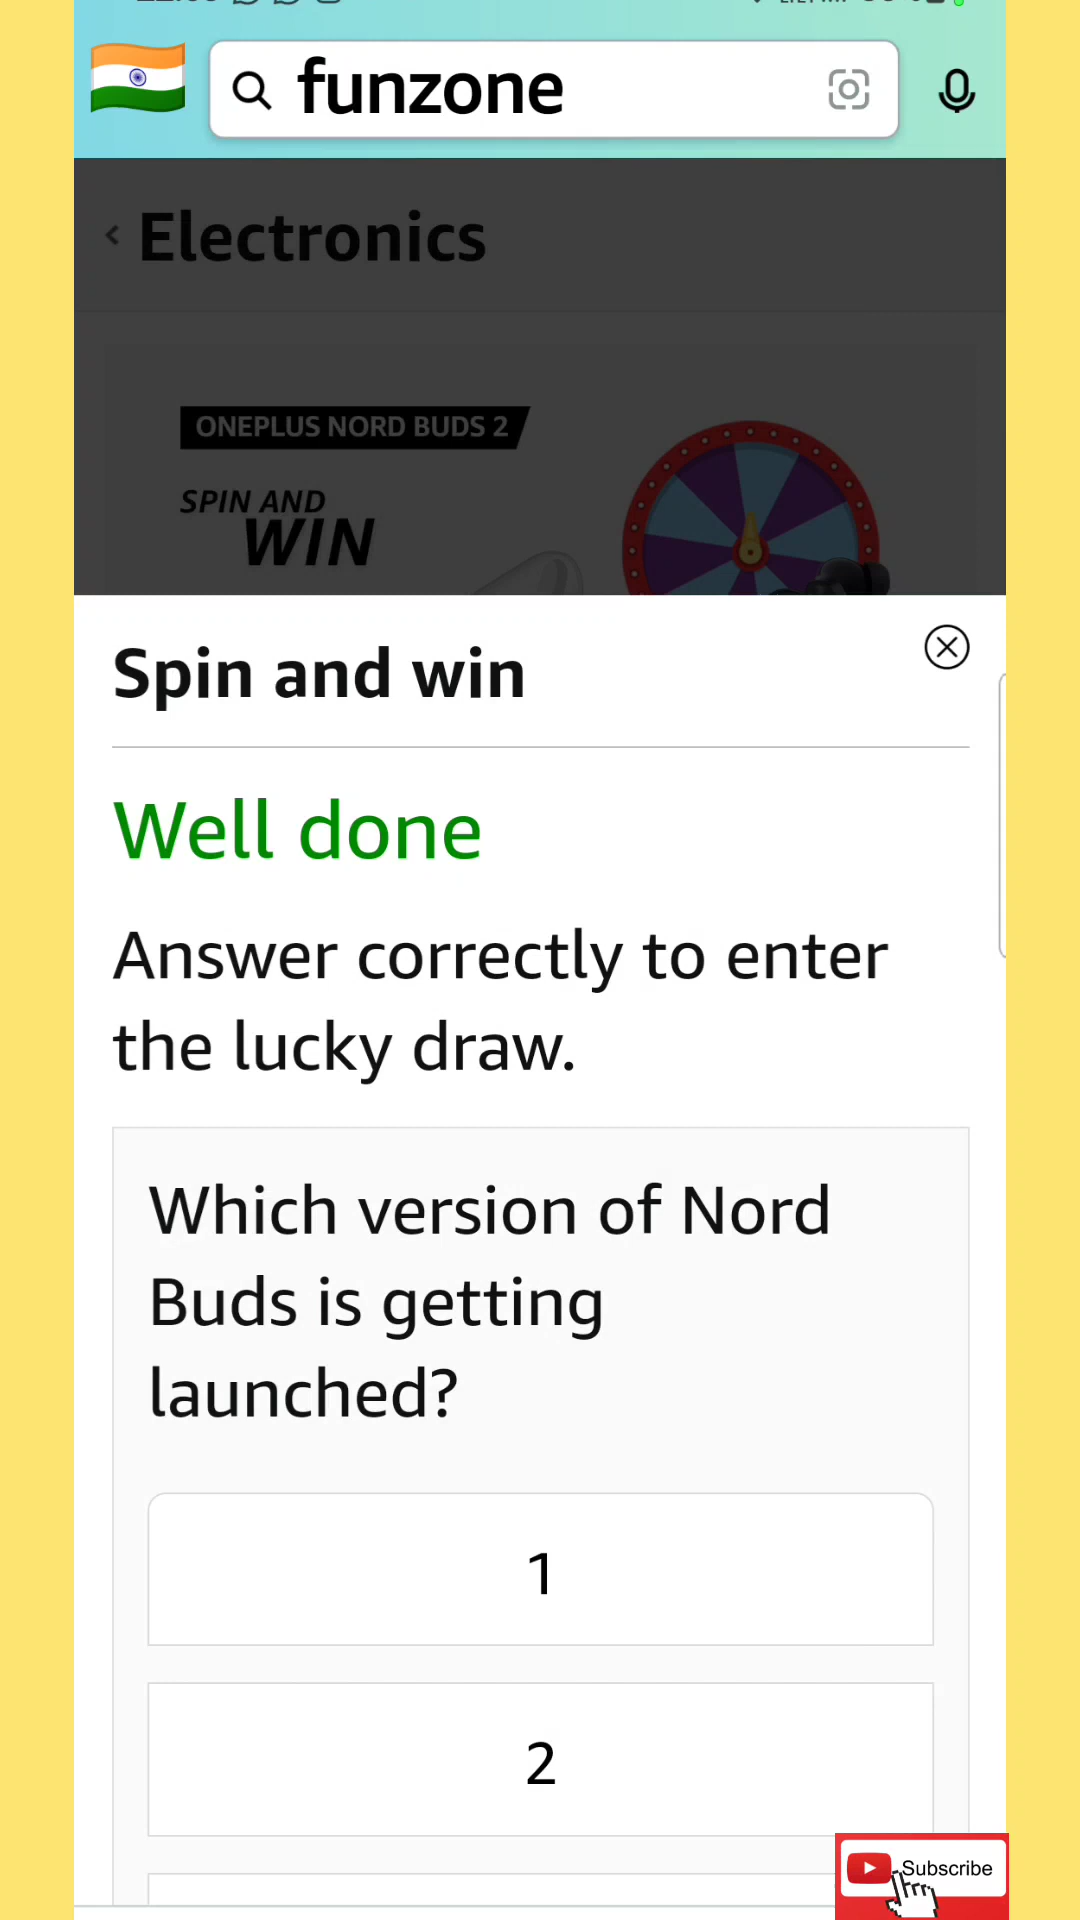 funzone
Electronics
ONEPLUS NORD BUDS 2
SPIN AND
WIN
Spin and win
Well done
Answer correctly to enter
the lucky draw.
Which version of Nord
Buds is getting
launched?
1
2
Subscribe